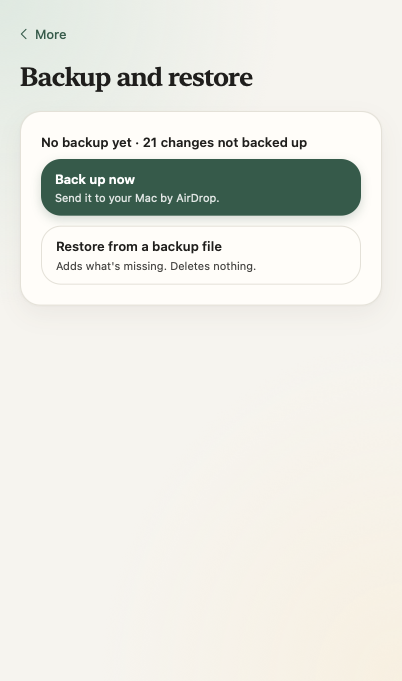 More
Backup and restore
No backup yet · 21 changes not backed up
Back up now
Send it to your Mac by AirDrop.
Restore from a backup file
Adds what's missing. Deletes nothing.